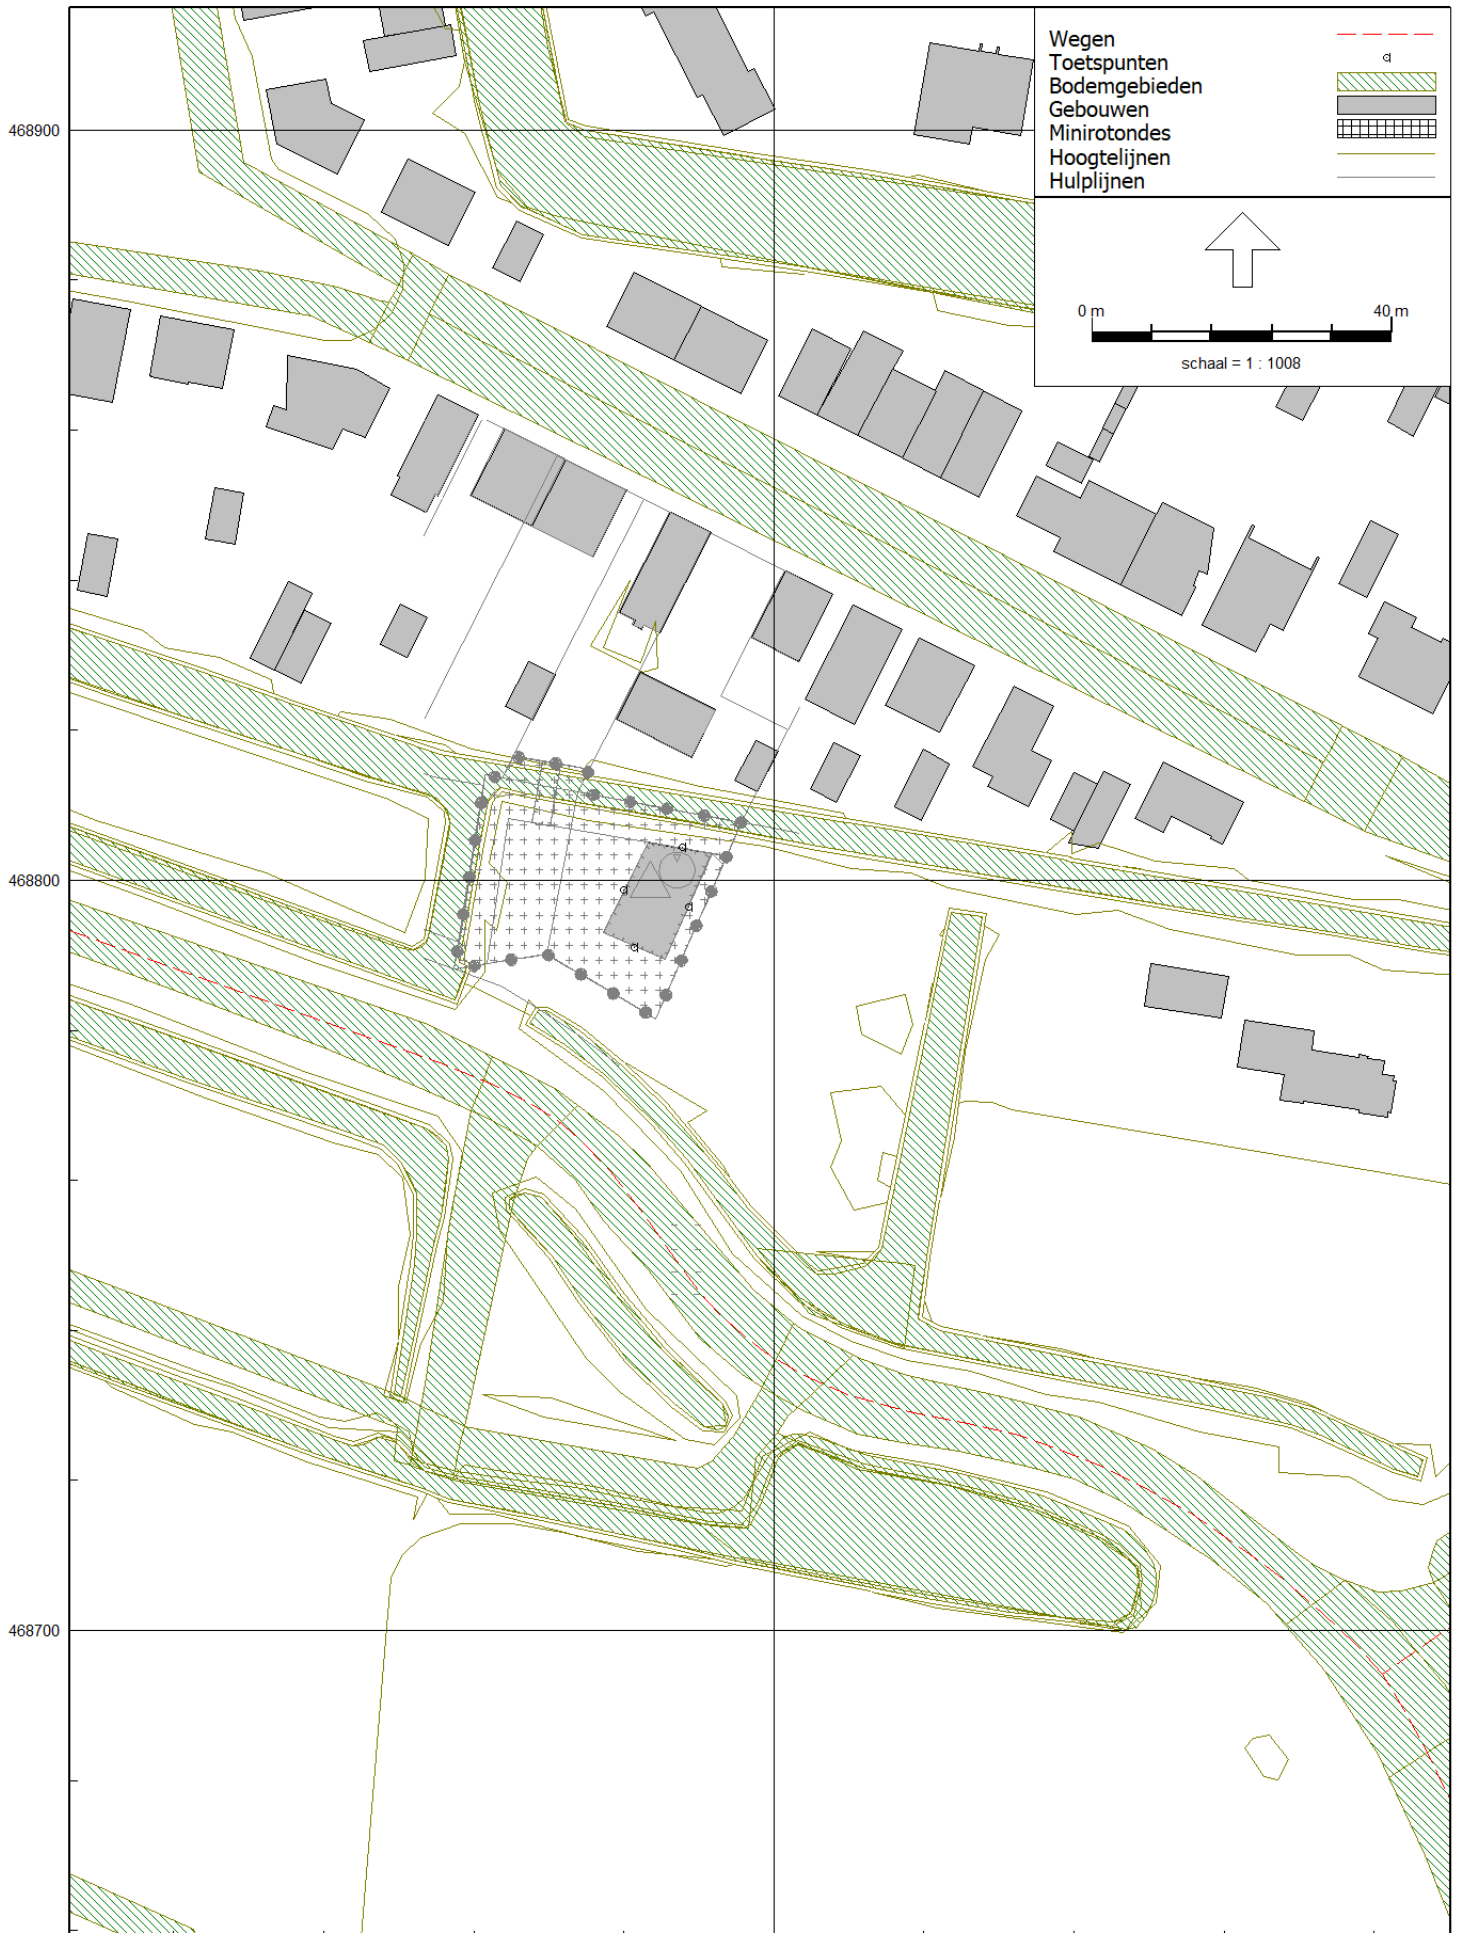 Wegen
Toetspunten
Bodemgebieden
Gebouwen
Minirotondes
Hoogtelijnen
Hulplijnen
0 m 40 m
schaal = 1 : 1008
468900
468800
468700